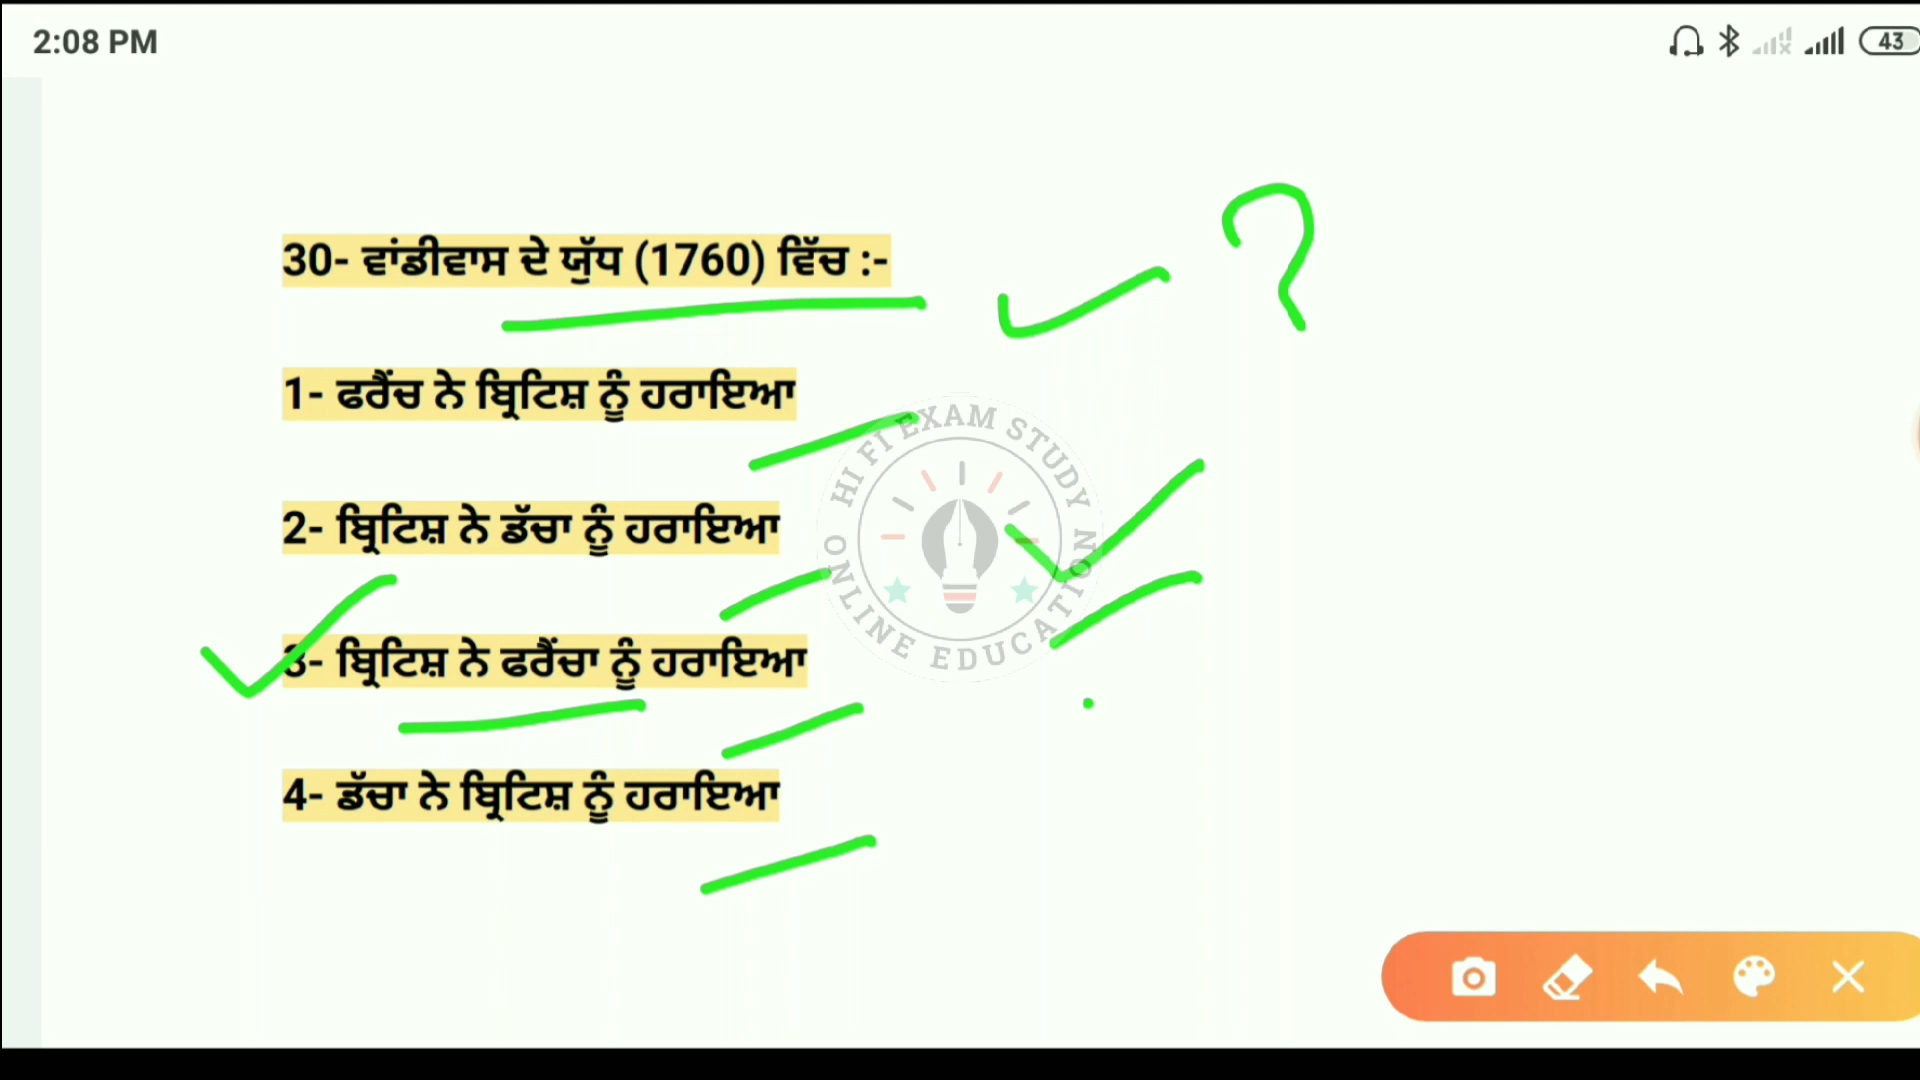 2:08 PM
43
30- ਵਾਂਡੀਵਾਸ ਦੇ ਯੁੱਧ (1760) ਵਿੱਚ :-
1- ਫਰੈਂਚ ਨੇ ਬ੍ਰਿਟਿਸ਼ ਨੂੰ ਹਰਾਇਆ
HI FI EXAM STUDY
2- ਬ੍ਰਿਟਿਸ਼ ਨੇ ਡੱਚਾ ਨੂੰ ਹਰਾਇਆ
3- ਬ੍ਰਿਟਿਸ਼ ਨੇ ਫਰੈਂਚਾ ਨੂੰ ਹਰਾਇਆ
ONLINE EDUCATION
4- ਡੱਚਾ ਨੇ ਬ੍ਰਿਟਿਸ਼ ਨੂੰ ਹਰਾਇਆ